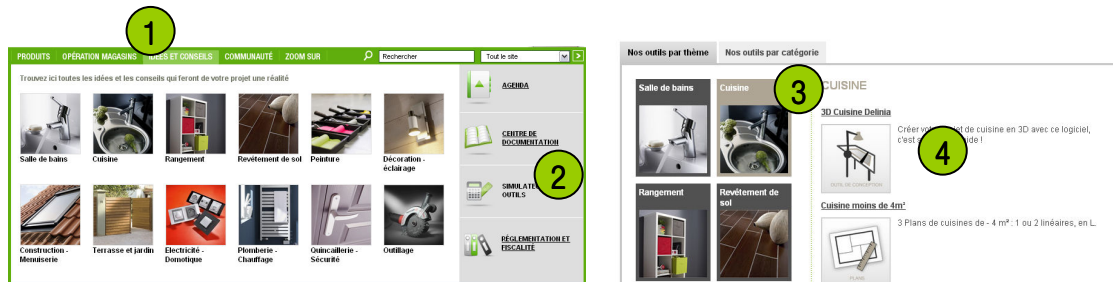 1
PRODUITS OPÉRATION MAGASINS IDÉES ET CONSEILS COMMUNAUTÉ ZOOM SUR Rechercher Tout le site
Trouvez ici toutes les idées et les conseils qui feront de votre projet une réalité
Salle de bains Cuisine Rangement Revêtement de sol Peinture Décoration -
éclairage
Construction - Terrasse et jardin Electricité - Plomberie - Quincaillerie - Outillage
Menuiserie Domotique Chauffage Sécurité
AGENDA
CENTRE DE
DOCUMENTATION
2
OUTILS
RÉGLEMENTATION ET
FISCALITÉ
Nos outils par thème Nos outils par catégorie
Salle de bains Cuisine
3
Rangement Revêtement de
sol
CUISINE
3D Cuisine Delinia
Créer de cuisine en 3D avec ce logiciel,
c'est !
4
OUTIL DE CONCEPTION
Cuisine moins de 4m²
3 Plans de cuisines de - 4 m² : 1 ou 2 linéaires, en L.
PLANS